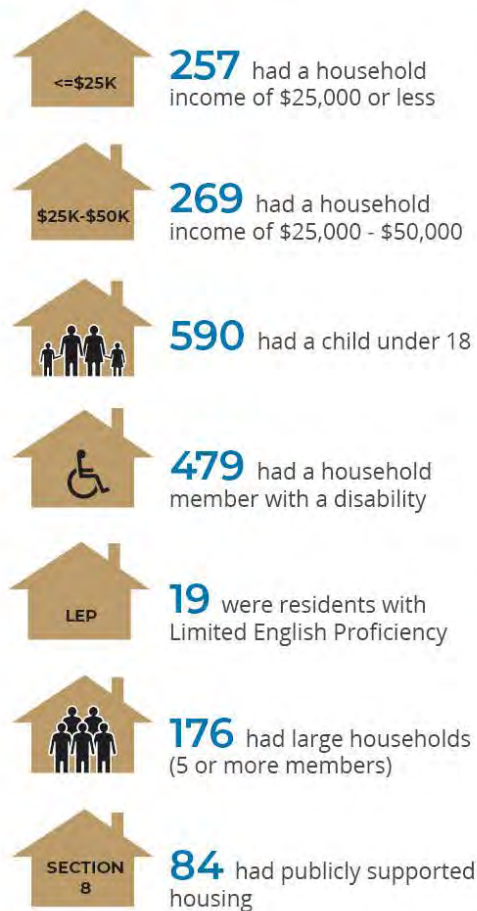 <=$25K
257 had a household
income of $25,000 or less
$25K-$50K
269 had a household
income of $25,000 - $50,000
590 had a child under 18
479 had a household
member with a disability
LEP
19 were residents with
Limited English Proficiency
176 had large households
(5 or more members)
SECTION
8
84 had publicly supported
housing